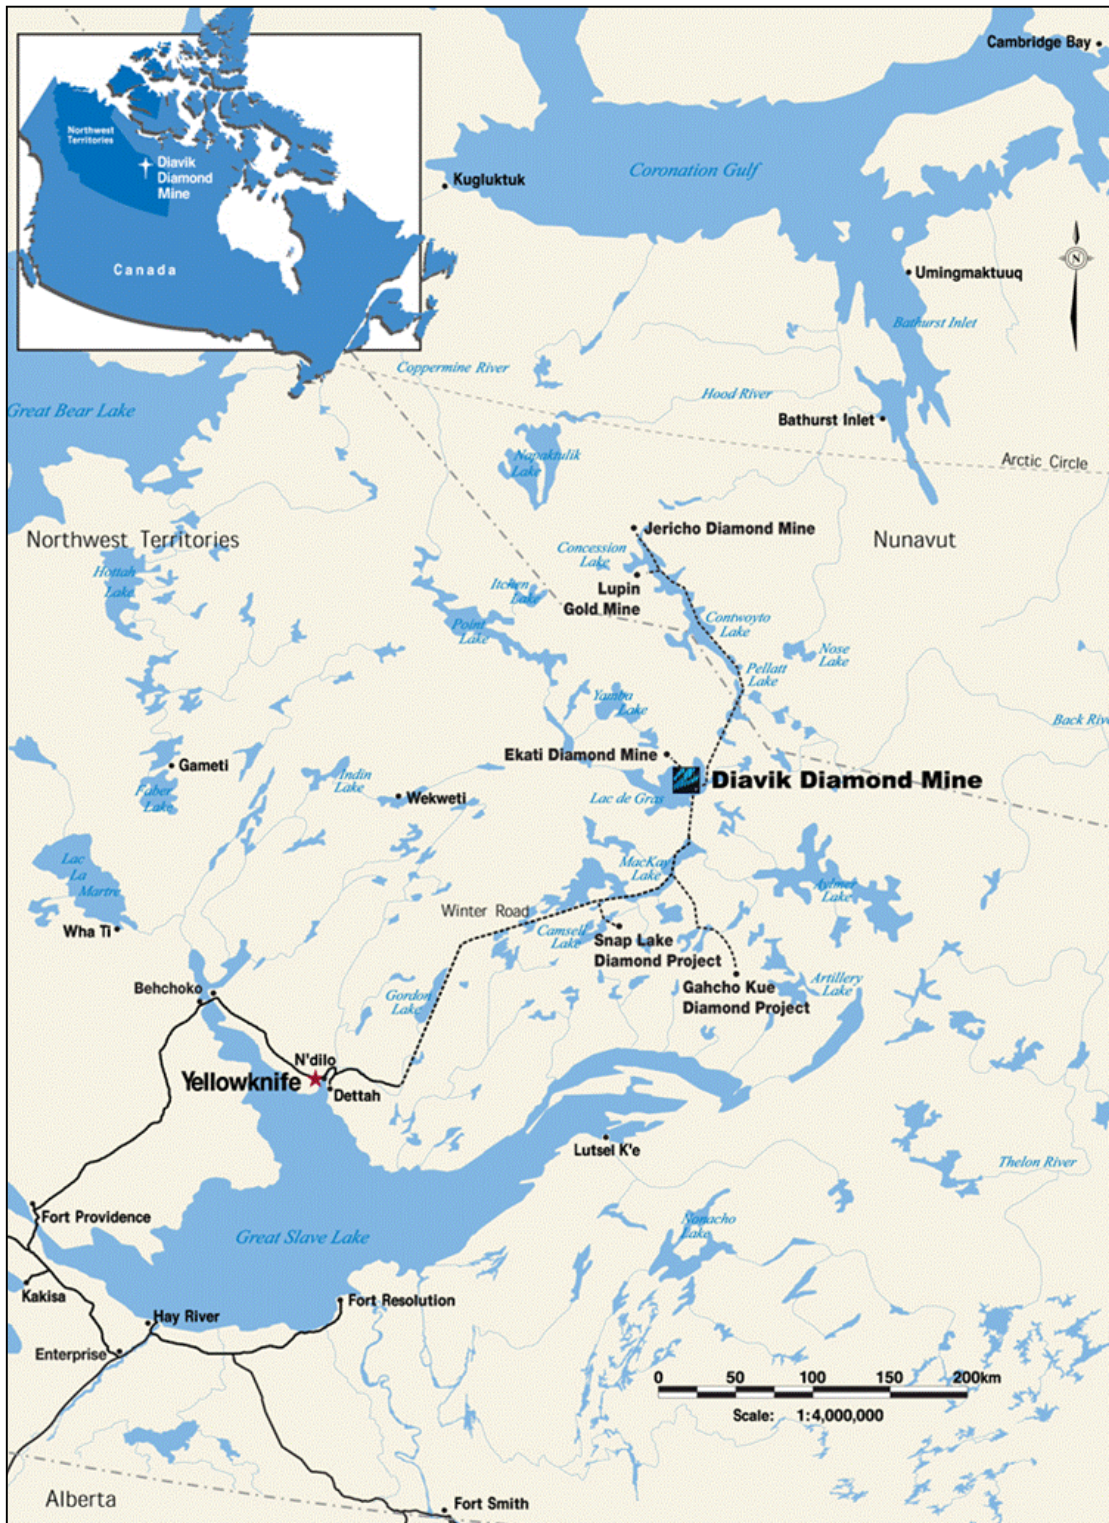 Cambridge Bay
Northwest
Territories
Diavik
Diamond
Mine
Canada
Coronation Gulf
Kugluktuk
N
Umingmaktuuq
Bathurst Inlet
Coppermine River
Hood River
Great Bear Lake
Bathurst Inlet
Arctic Circle
Napaktulik
Lake
Northwest Territories
Jericho Diamond Mine
Nunavut
Concession
Lake
Hottah
Lake
Itchen
Lake
Lupin
Gold Mine
Contwoyto
Lake
Point
Lake
Nose
Lake
Pellatt
Lake
Yamba
Lake
Back Rive
Ekati Diamond Mine
Gameti
Diavik Diamond Mine
Indin
Lake
Faber
Lake
Wekweti
Lac de Gras
Lac
La
Martre
MacKay
Lake
Aylmer
Lake
Winter Road
Wha Ti
Camsell
Lake
Snap Lake
Diamond Project
Behchoko
Gordon
Lake
Gahcho Kue
Diamond Project
Artillery
Lake
N'dilo
Yellowknife
Dettah
Lutsel K'e
Thelon River
Fort Providence
Nonacho
Lake
Great Slave Lake
Kakisa
Hay River
Fort Resolution
Enterprise
0 50 100 150 200km
Scale: 1:4,000,000
Alberta
Fort Smith